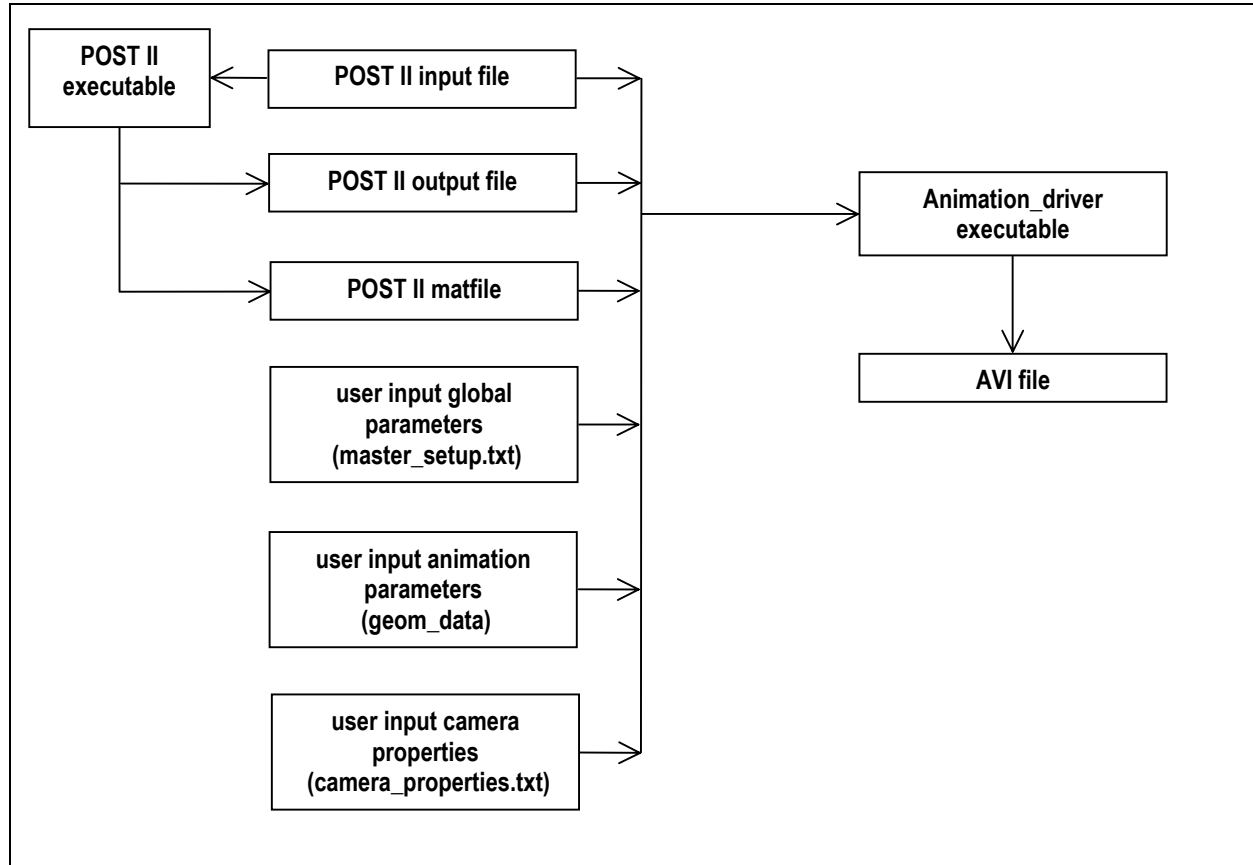 POST II
executable
POST II input file
POST II output file
POST II matfile
user input global
parameters
(master_setup.txt)
user input animation
parameters
(geom_data)
user input camera
properties
(camera_properties.txt)
Animation_driver
executable
AVI file